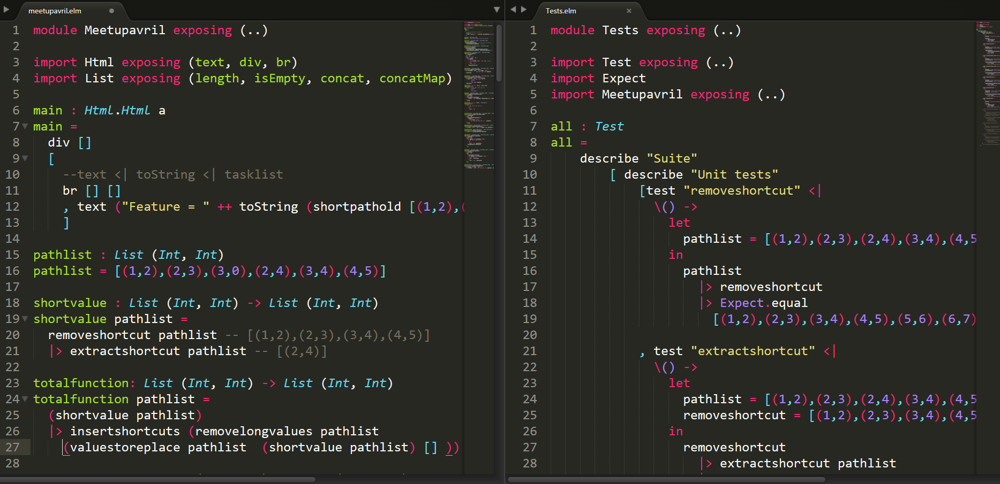 meetupavril.elm
1 module Meetupavril exposing (..)
2
3 import Html exposing (text, div, br)
4 import List exposing (length, isEmpty, concat, concatMap)
5
6 main : Html.Html a
7 main =
8 div []
9 [
10 --text <| toString <| tasklist
11 br [] []
12 , text ("Feature = " ++ toString (shortpathold [(1,2),(
13 ]
14
15 pathlist : List (Int, Int)
16 pathlist = [(1,2),(2,3),(3,0),(2,4),(3,4),(4,5)]
17
18 shortvalue : List (Int, Int) -> List (Int, Int)
19 shortvalue pathlist =
20 removeshortcut pathlist -- [(1,2),(2,3),(3,4),(4,5)]
21 |> extractshortcut pathlist -- [(2,4)]
22
23 totalfunction: List (Int, Int) -> List (Int, Int)
24 totalfunction pathlist =
25 (shortvalue pathlist)
26 |> insertshortcuts (removelongvalues pathlist
27 (valuestoreplace pathlist  (shortvalue pathlist) [] ))
28
Tests.elm
1 module Tests exposing (..)
2
3 import Test exposing (..)
4 import Expect
5 import Meetupavril exposing (..)
6
7 all : Test
8 all =
9 describe "Suite"
10 [ describe "Unit tests"
11 [test "removeshortcut" <|
12 \() ->
13 let
14 pathlist = [(1,2),(2,3),(2,4),(3,4),(4,5
15 in
16 pathlist
17 |> removeshortcut
18 |> Expect.equal
19 [(1,2),(2,3),(3,4),(4,5),(5,6),(6,7)
20
21 , test "extractshortcut" <|
22 \() ->
23 let
24 pathlist = [(1,2),(2,3),(2,4),(3,4),(4,5
25 removeshortcut = [(1,2),(2,3),(3,4),(4,5
26 in
27 removeshortcut
28 |> extractshortcut pathlist